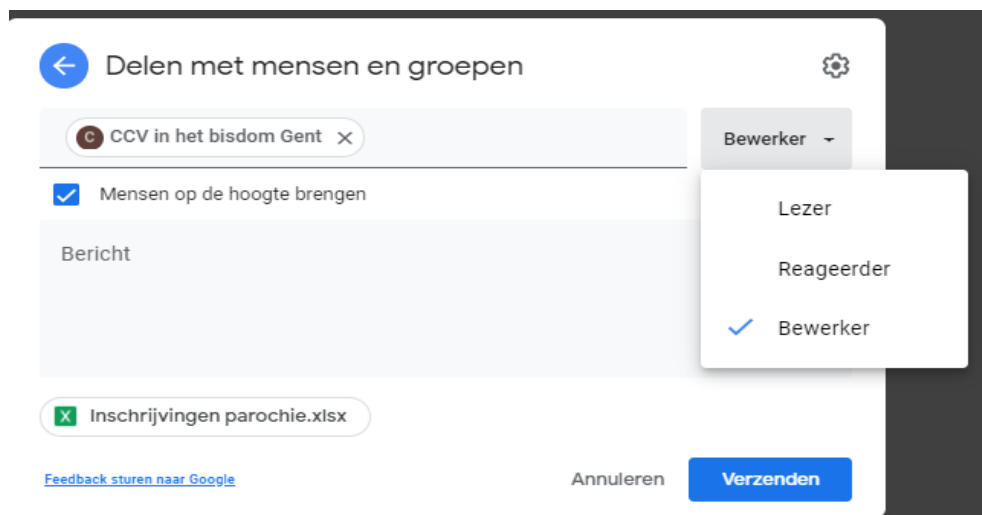 Delen met mensen en groepen
C CCV in het bisdom Gent
Bewerker
Mensen op de hoogte brengen
Lezer
Bericht
Reageerder
Bewerker
X Inschrijvingen parochie.xlsx
Feedback sturen naar Google
Annuleren
Verzenden